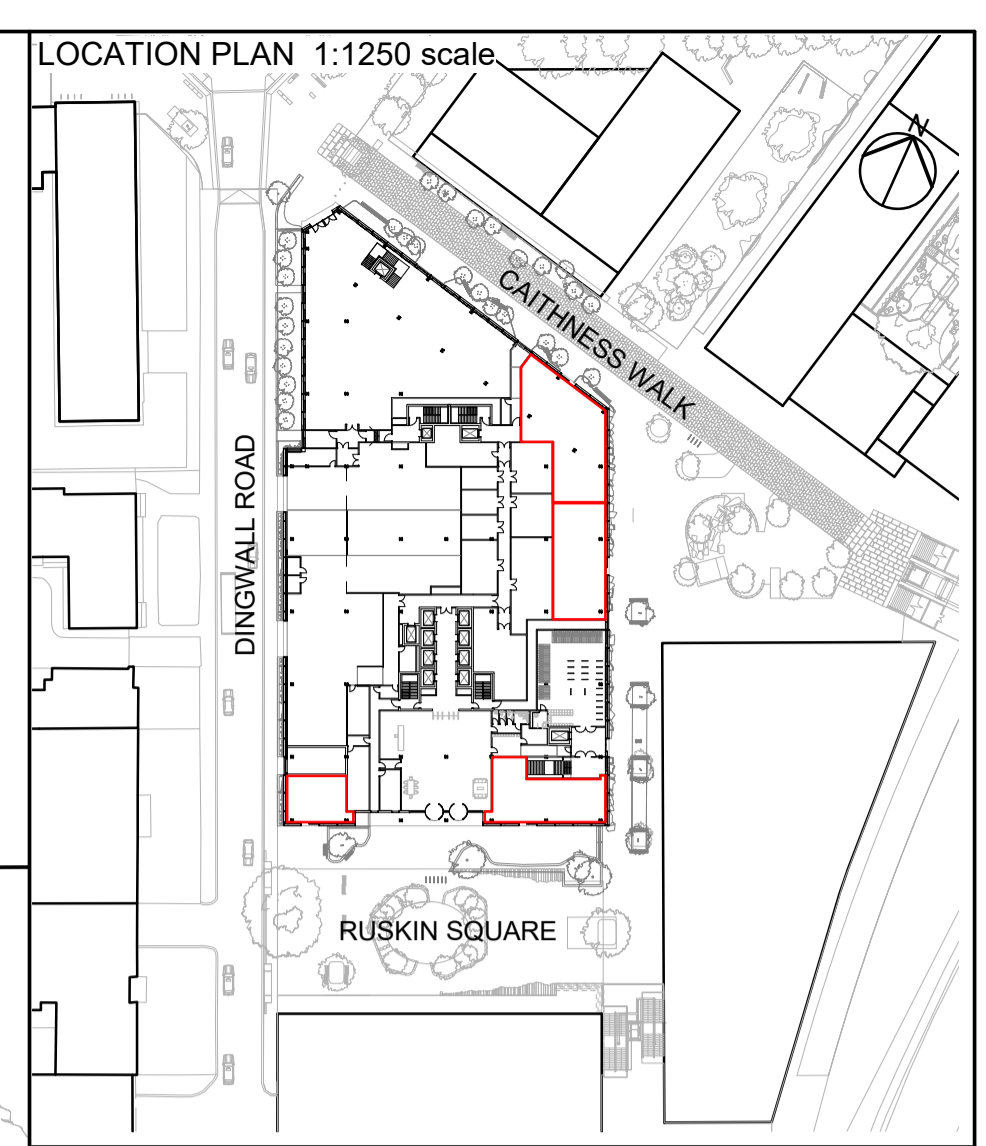 LOCATION PLAN 1:1250 scale
N
CAITHNESS WALK
DINGWALL ROAD
RUSKIN SQUARE